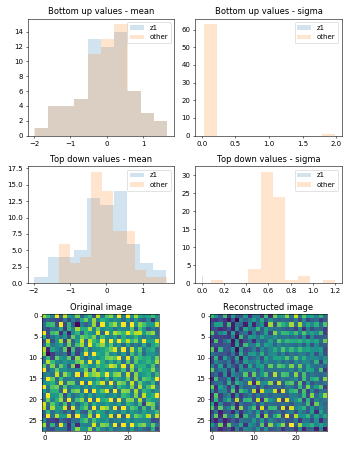 Bottom up values - mean
Bottom up values - sigma
z1
other
z1
other
14
12
10
8
6
4
2
0
−2 −1 0 1
60
50
40
30
20
10
0
0.0 0.5 1.0 1.5 2.0
Top down values - mean
Top down values - sigma
z1
other
z1
other
17.5
15.0
12.5
10.0
7.5
5.0
2.5
0.0
−2 −1 0 1
30
25
20
15
10
5
0
0.0 0.2 0.4 0.6 0.8 1.0 1.2
Original image
Reconstructed image
0
5
10
15
20
25
0 10 20
0
5
10
15
20
25
0 10 20